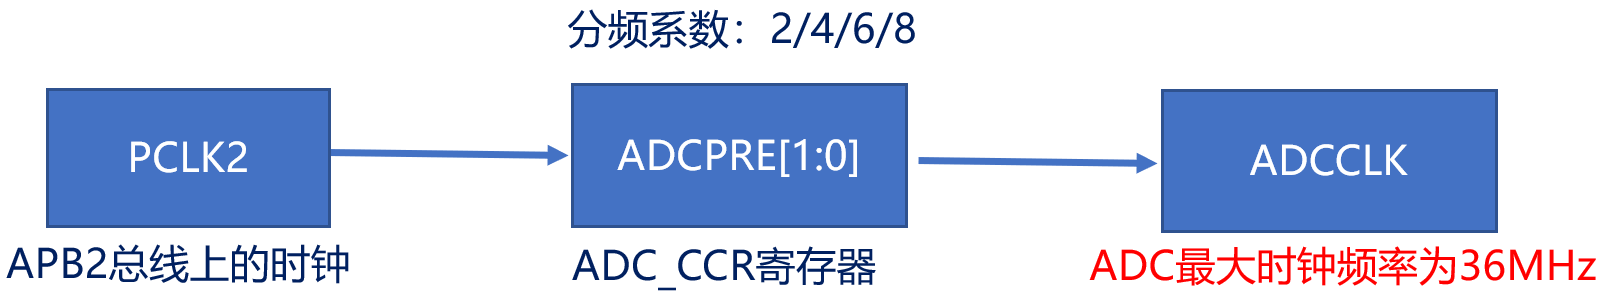 分频系数：2/4/6/8
PCLK2
ADCPRE[1:0]
ADCCLK
APB2总线上的时钟
ADC_CCR寄存器
ADC最大时钟频率为36MHz